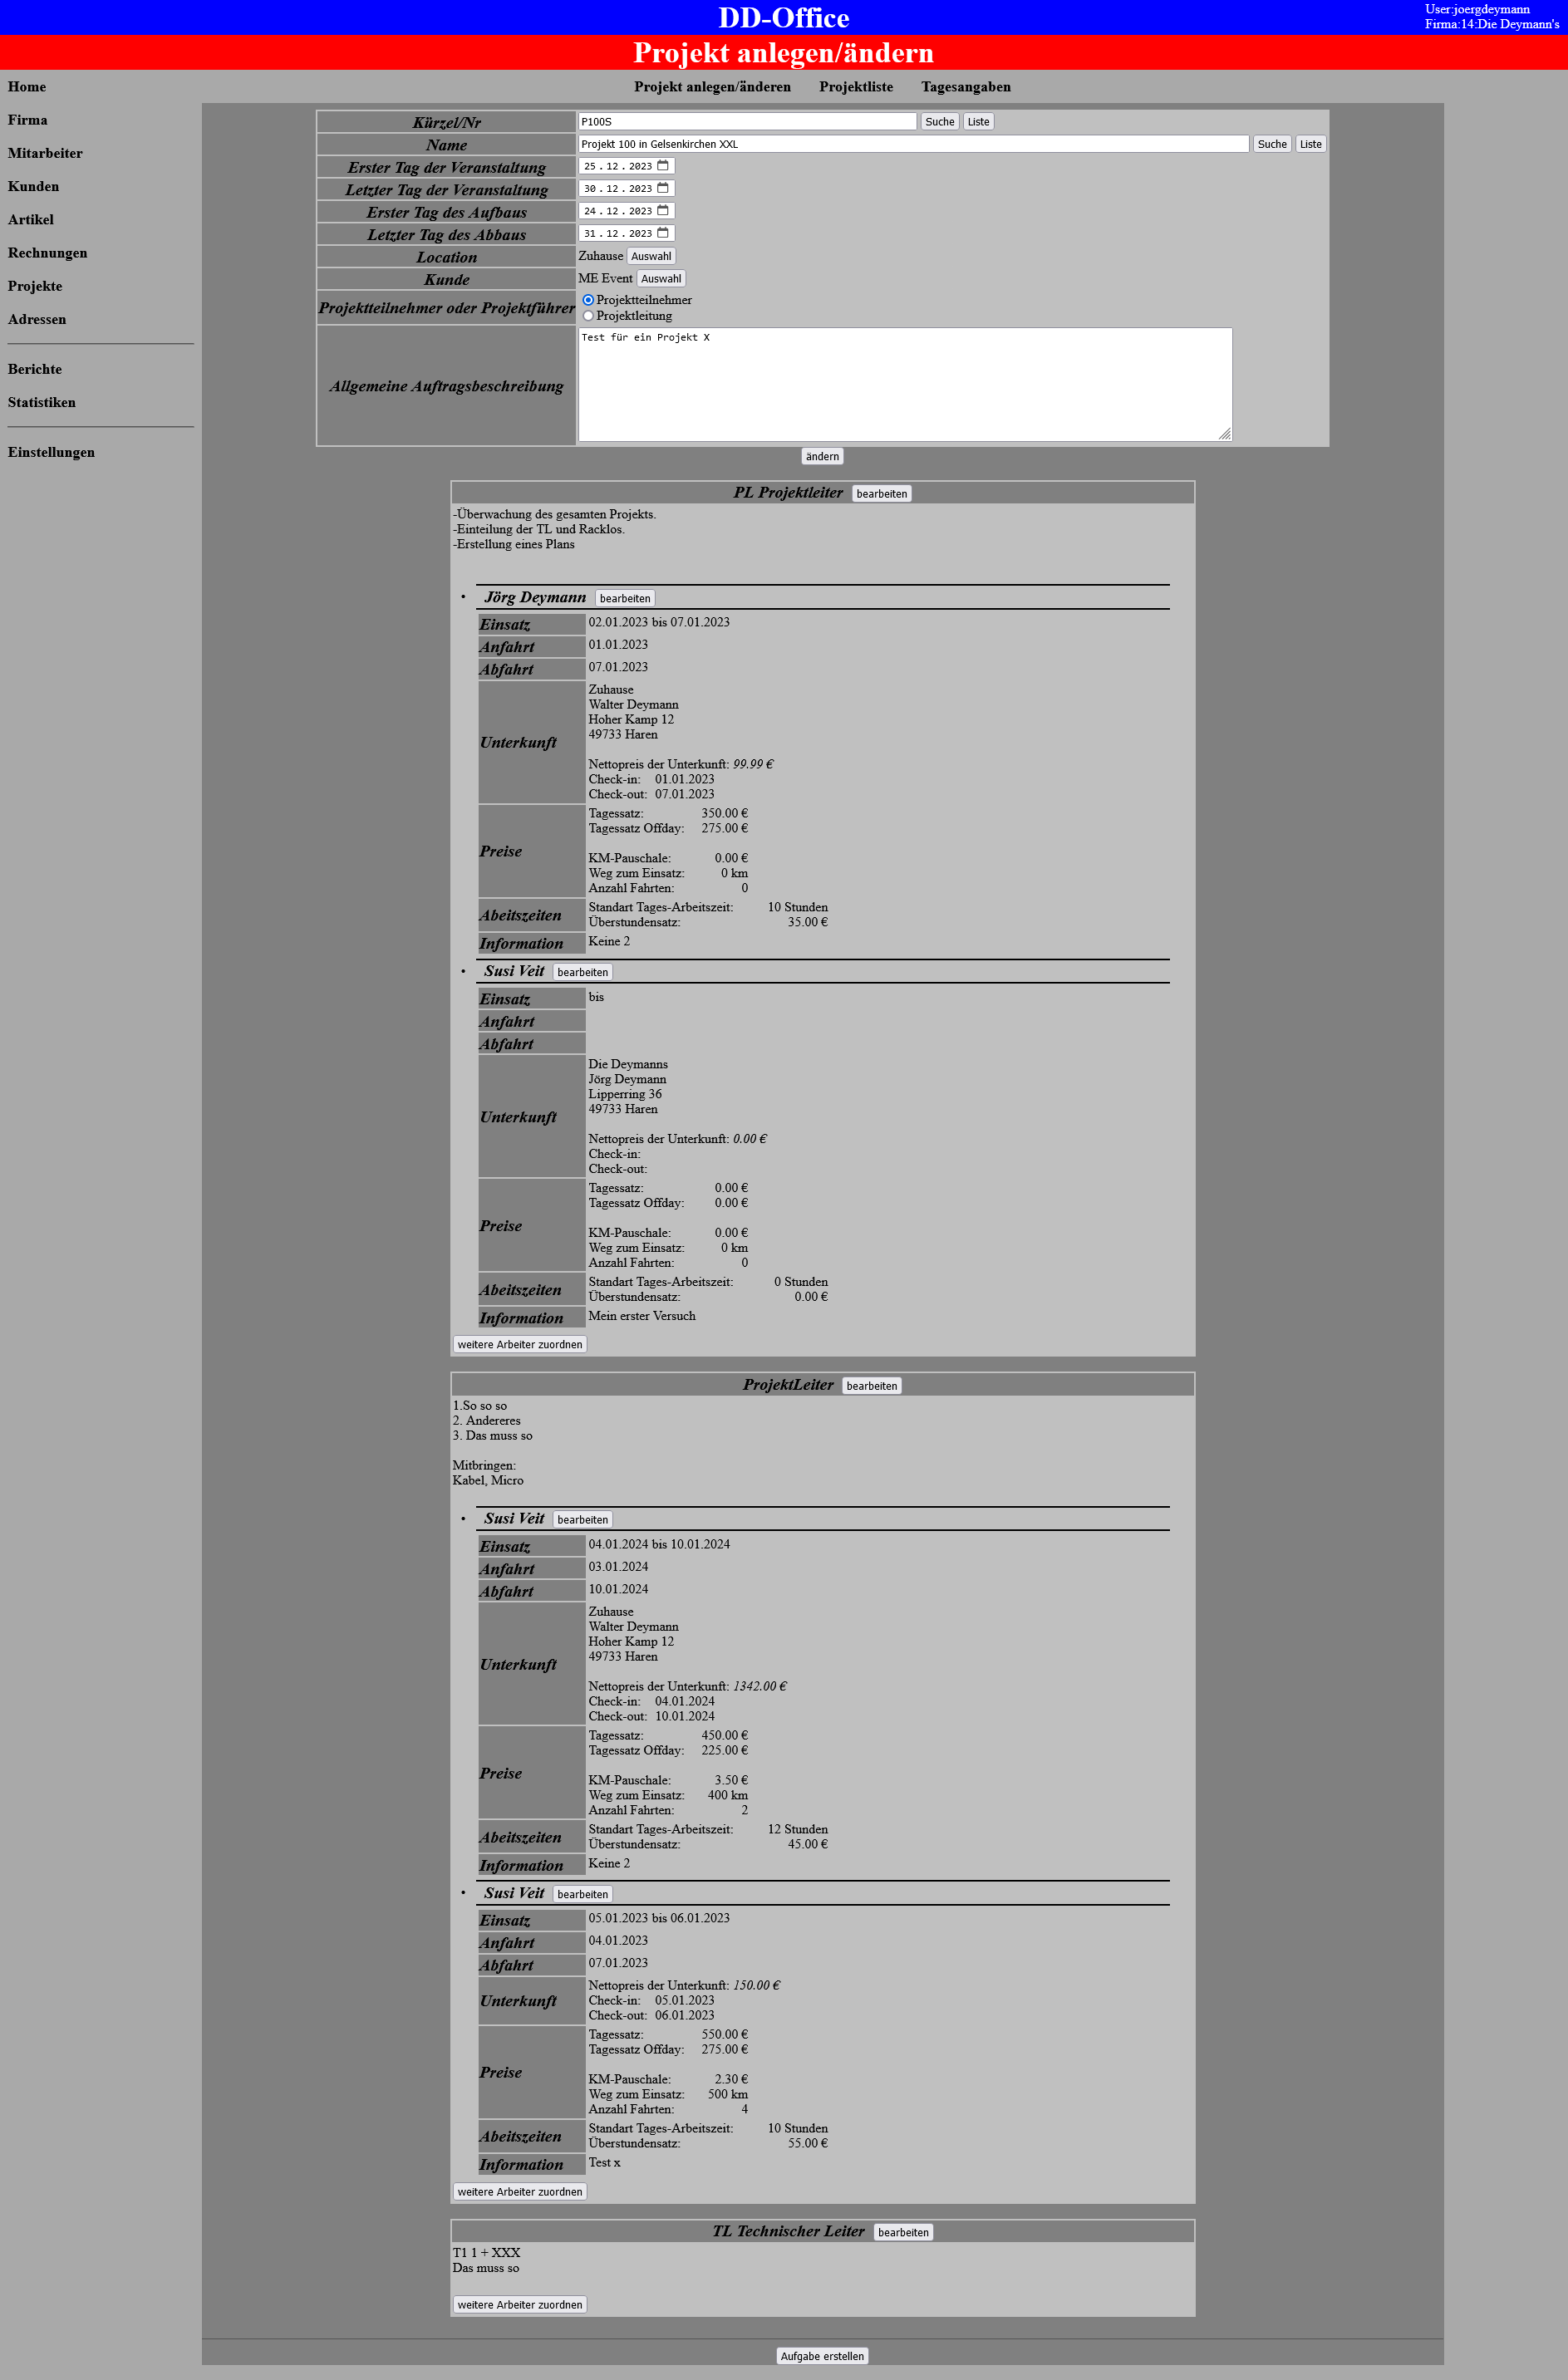 DD-Office
User:joergdeymann
Firma:14:Die Deymann's
Projekt anlegen/ändern
Home
Firma
Mitarbeiter
Kunden
Artikel
Rechnungen
Projekte
Adressen
Berichte
Statistiken
Einstellungen
Projekt anlegen/änderen Projektliste Tagesangaben
Kürzel/Nr P100S Suche Liste
Name Projekt 100 in Gelsenkirchen XXL Suche Liste
Erster Tag der Veranstaltung 25.12.2023
Letzter Tag der Veranstaltung 30.12.2023
Erster Tag des Aufbaus 24.12.2023
Letzter Tag des Abbaus 31.12.2023
Location Zuhause Auswahl
Kunde ME Event Auswahl
Projektteilnehmer oder Projektführer
Projektteilnehmer
Projektleitung
Allgemeine Auftragsbeschreibung
Test für ein Projekt X
ändern
PL Projektleiter bearbeiten
-Überwachung des gesamten Projekts.
-Einteilung der TL und Racklos.
-Erstellung eines Plans
• Jörg Deymann bearbeiten
Einsatz 02.01.2023 bis 07.01.2023
Anfahrt 01.01.2023
Abfahrt 07.01.2023
Unterkunft
Zuhause
Walter Deymann
Hoher Kamp 12
49733 Haren
Nettopreis der Unterkunft: 99.99 €
Check-in: 01.01.2023
Check-out: 07.01.2023
Preise
Tagessatz: 350.00 €
Tagessatz Offday: 275.00 €
KM-Pauschale: 0.00 €
Weg zum Einsatz: 0 km
Anzahl Fahrten: 0
Abeitszeiten
Standart Tages-Arbeitszeit: 10 Stunden
Überstundensatz: 35.00 €
Information Keine 2
• Susi Veit bearbeiten
Einsatz bis
Anfahrt
Abfahrt
Unterkunft
Die Deymanns
Jörg Deymann
Lipperring 36
49733 Haren
Nettopreis der Unterkunft: 0.00 €
Check-in:
Check-out:
Preise
Tagessatz: 0.00 €
Tagessatz Offday: 0.00 €
KM-Pauschale: 0.00 €
Weg zum Einsatz: 0 km
Anzahl Fahrten: 0
Abeitszeiten
Standart Tages-Arbeitszeit: 0 Stunden
Überstundensatz: 0.00 €
Information Mein erster Versuch
weitere Arbeiter zuordnen
ProjektLeiter bearbeiten
1.So so so
2. Andereres
3. Das muss so
Mitbringen:
Kabel, Micro
• Susi Veit bearbeiten
Einsatz 04.01.2024 bis 10.01.2024
Anfahrt 03.01.2024
Abfahrt 10.01.2024
Unterkunft
Zuhause
Walter Deymann
Hoher Kamp 12
49733 Haren
Nettopreis der Unterkunft: 1342.00 €
Check-in: 04.01.2024
Check-out: 10.01.2024
Preise
Tagessatz: 450.00 €
Tagessatz Offday: 225.00 €
KM-Pauschale: 3.50 €
Weg zum Einsatz: 400 km
Anzahl Fahrten: 2
Abeitszeiten
Standart Tages-Arbeitszeit: 12 Stunden
Überstundensatz: 45.00 €
Information Keine 2
• Susi Veit bearbeiten
Einsatz 05.01.2023 bis 06.01.2023
Anfahrt 04.01.2023
Abfahrt 07.01.2023
Unterkunft
Nettopreis der Unterkunft: 150.00 €
Check-in: 05.01.2023
Check-out: 06.01.2023
Preise
Tagessatz: 550.00 €
Tagessatz Offday: 275.00 €
KM-Pauschale: 2.30 €
Weg zum Einsatz: 500 km
Anzahl Fahrten: 4
Abeitszeiten
Standart Tages-Arbeitszeit: 10 Stunden
Überstundensatz: 55.00 €
Information Test x
weitere Arbeiter zuordnen
TL Technischer Leiter bearbeiten
T1 1 + XXX
Das muss so
weitere Arbeiter zuordnen
Aufgabe erstellen